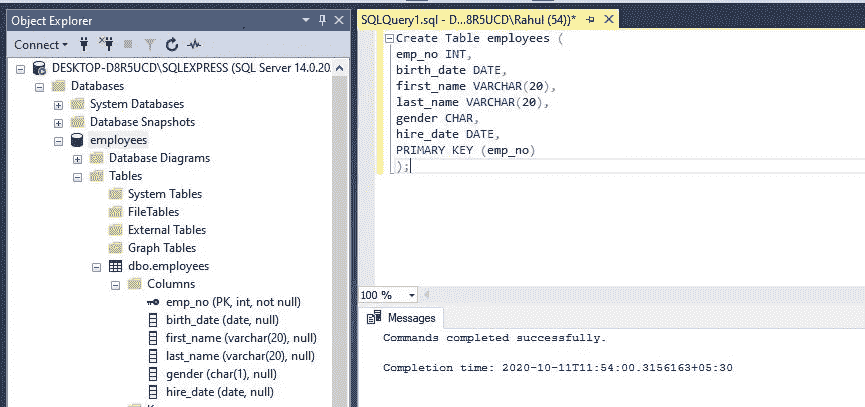 Object Explorer
Connect
DESKTOP-D8R5UCD\SQLEXPRESS (SQL Server 14.0.20
Databases
System Databases
Database Snapshots
employees
Database Diagrams
Tables
System Tables
FileTables
External Tables
Graph Tables
dbo.employees
Columns
emp_no (PK, int, not null)
birth_date (date, null)
first_name (varchar(20), null)
last_name (varchar(20), null)
gender (char(1), null)
hire_date (date, null)
SQLQuery1.sql - D...8R5UCD\Rahul (54))*
Create Table employees (
emp_no INT,
birth_date DATE,
first_name VARCHAR(20),
last_name VARCHAR(20),
gender CHAR,
hire_date DATE,
PRIMARY KEY (emp_no)
);
100 %
Messages
Commands completed successfully.
Completion time: 2020-10-11T11:54:00.3156163+05:30